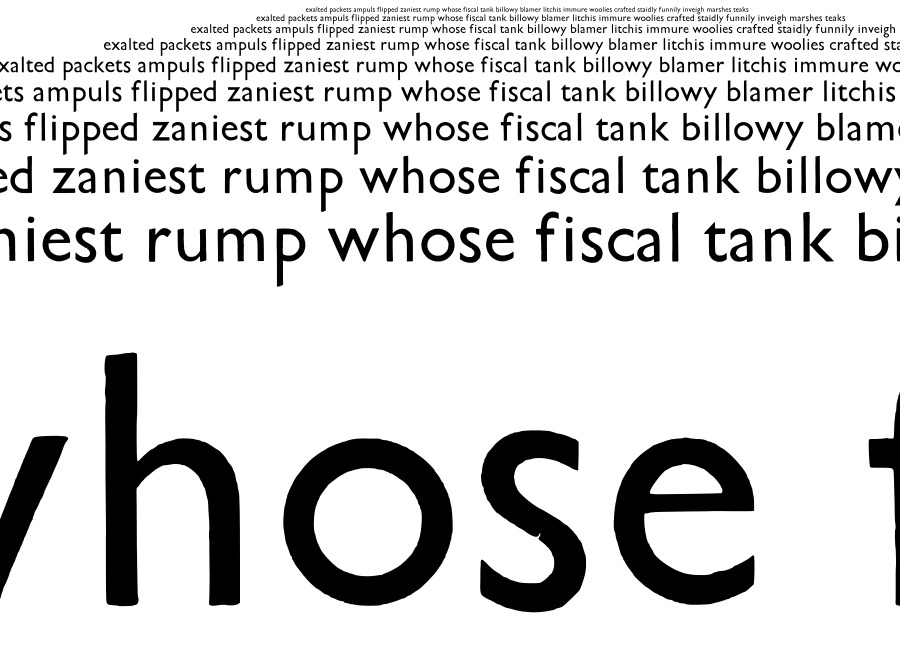 exalted packets ampuls flipped zaniest rump whose fiscal tank billowy blamer litchis immure woolies crafted staidly funnily inveigh marshes teaks
exalted packets ampuls flipped zaniest rump whose fiscal tank billowy blamer litchis immure woolies crafted staidly funnily inveigh marshes teaks
exalted packets ampuls flipped zaniest rump whose fiscal tank billowy blamer litchis immure woolies crafted staidly funnily inveigh
exalted packets ampuls flipped zaniest rump whose fiscal tank billowy blamer litchis immure woolies crafted sta
xalted packets ampuls flipped zaniest rump whose fiscal tank billowy blamer litchis immure wo
ets ampuls flipped zaniest rump whose fiscal tank billowy blamer litchis
s flipped zaniest rump whose fiscal tank billowy blam
ed zaniest rump whose fiscal tank billowy
niest rump whose fiscal tank bi
whose f